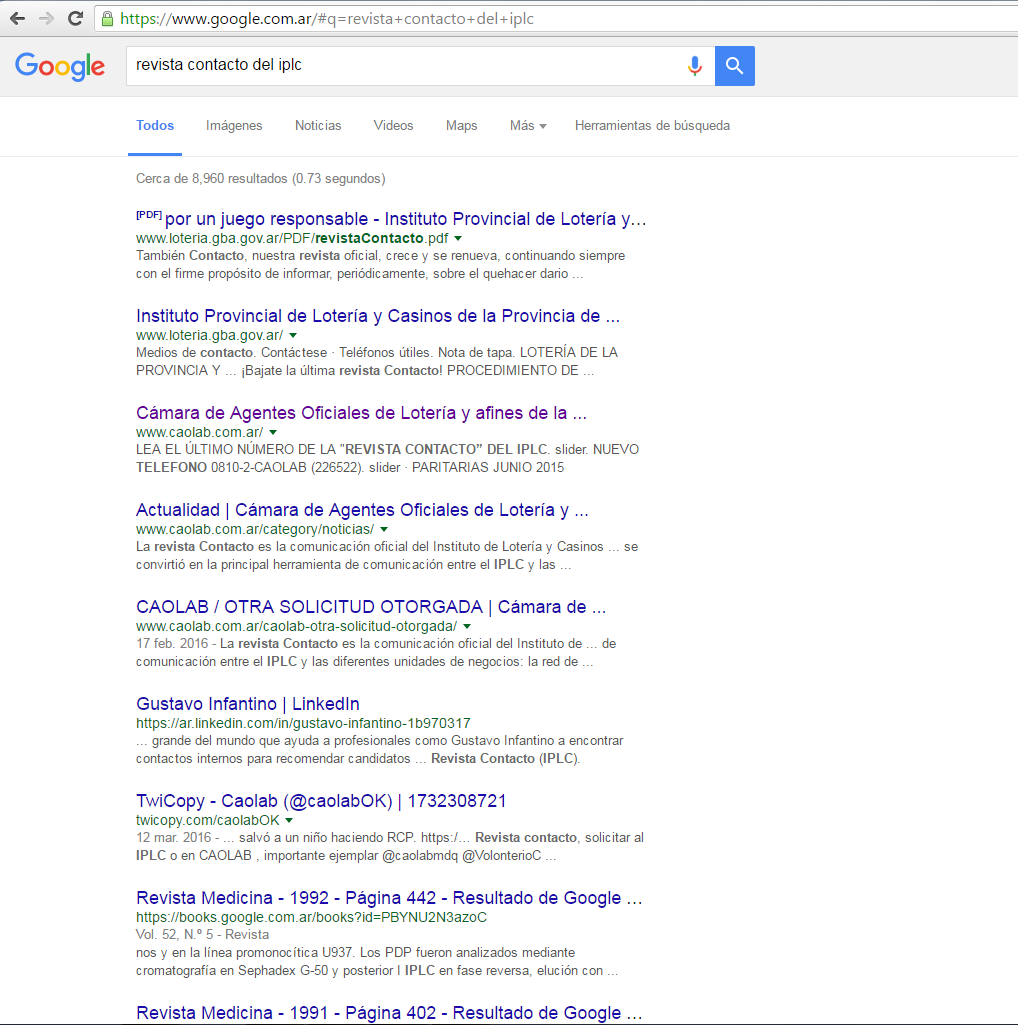 https://www.google.com.ar/#q=revista+contacto+del+iplc
Google
revista contacto del iplc
Todos Imágenes Noticias Videos Maps Más Herramientas de búsqueda
Cerca de 8,960 resultados (0.73 segundos)
[PDF] por un juego responsable - Instituto Provincial de Lotería y...
www.loteria.gba.gov.ar/PDF/revistaContacto.pdf
También Contacto, nuestra revista oficial, crece y se renueva, continuando siempre
con el firme propósito de informar, periódicamente, sobre el quehacer dario ...
Instituto Provincial de Lotería y Casinos de la Provincia de ...
www.loteria.gba.gov.ar/
Medios de contacto. Contáctese · Teléfonos útiles. Nota de tapa. LOTERÍA DE LA
PROVINCIA Y ... ¡Bajate la última revista Contacto! PROCEDIMIENTO DE ...
Cámara de Agentes Oficiales de Lotería y afines de la ...
www.caolab.com.ar/
LEA EL ÚLTIMO NÚMERO DE LA "REVISTA CONTACTO” DEL IPLC. slider. NUEVO
TELEFONO 0810-2-CAOLAB (226522). slider · PARITARIAS JUNIO 2015
Actualidad | Cámara de Agentes Oficiales de Lotería y ...
www.caolab.com.ar/category/noticias/
La revista Contacto es la comunicación oficial del Instituto de Lotería y Casinos ... se
convirtió en la principal herramienta de comunicación entre el IPLC y las ...
CAOLAB / OTRA SOLICITUD OTORGADA | Cámara de ...
www.caolab.com.ar/caolab-otra-solicitud-otorgada/
17 feb. 2016 - La revista Contacto es la comunicación oficial del Instituto de ... de
comunicación entre el IPLC y las diferentes unidades de negocios: la red de ...
Gustavo Infantino | LinkedIn
https://ar.linkedin.com/in/gustavo-infantino-1b970317
... grande del mundo que ayuda a profesionales como Gustavo Infantino a encontrar
contactos internos para recomendar candidatos ... Revista Contacto (IPLC).
TwiCopy - Caolab (@caolabOK) | 1732308721
twicopy.com/caolabOK
12 mar. 2016 - ... salvó a un niño haciendo RCP. https:/... Revista contacto, solicitar al
IPLC o en CAOLAB , importante ejemplar @caolabmdq @VolonterioC ...
Revista Medicina - 1992 - Página 442 - Resultado de Google ...
https://books.google.com.ar/books?id=PBYNU2N3azoC
Vol. 52, N.º 5 - Revista
nos y en la línea promonocítica U937. Los PDP fueron analizados mediante
cromatografía en Sephadex G-50 y posterior l IPLC en fase reversa, elución con ...
Revista Medicina - 1991 - Página 402 - Resultado de Google ...